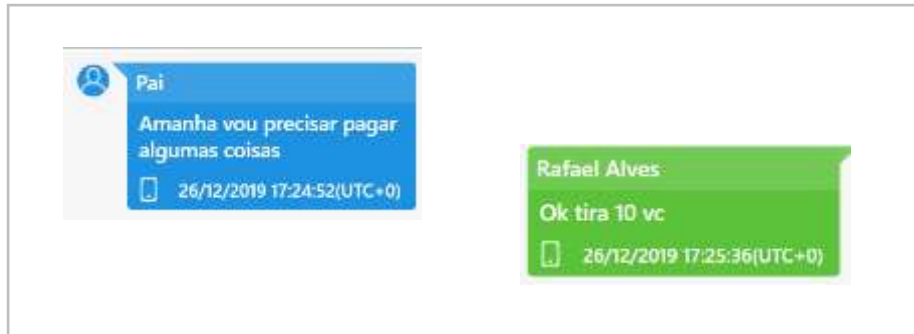 Pai
Amanha vou precisar pagar
algumas coisas
26/12/2019 17:24:52(UTC+0)
Rafael Alves
Ok tira 10 vc
26/12/2019 17:25:36(UTC+0)